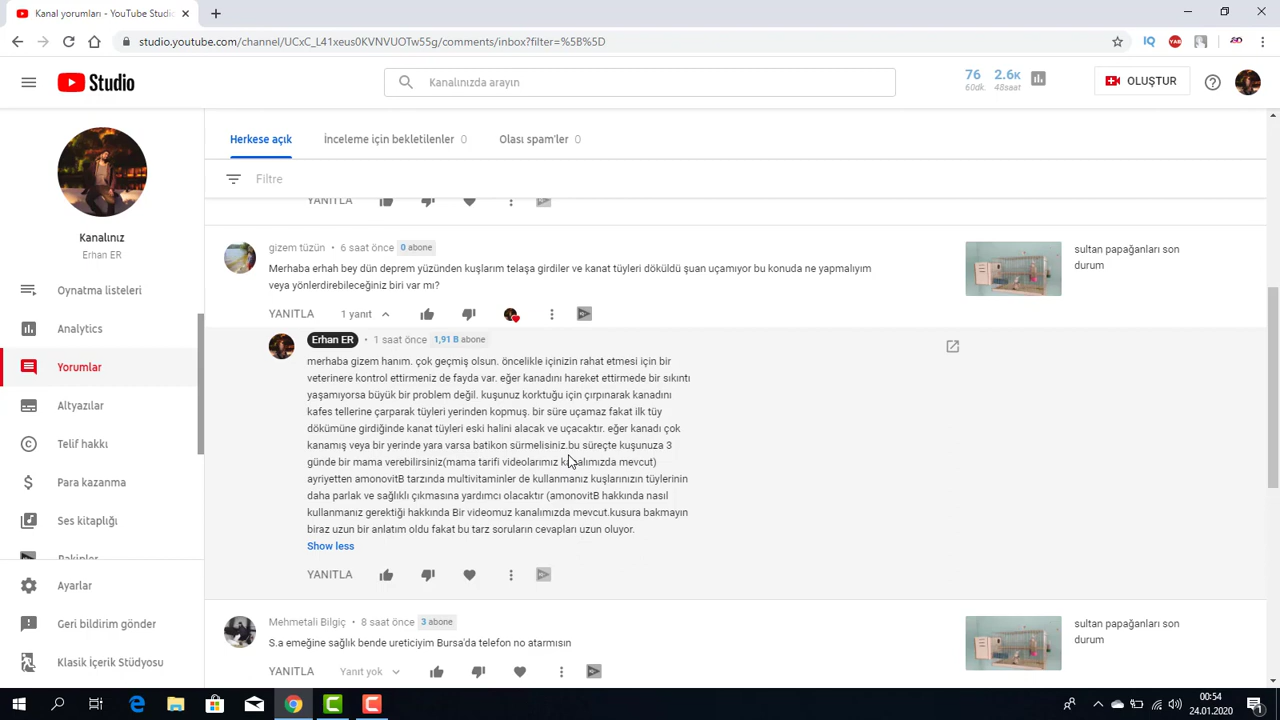 Kanal yorumları - YouTube Studio
studio.youtube.com/channel/UCxC_L41xeus0KVNVUOTw55g/comments/inbox?filter=%5B%5D
Studio
Kanalınızda arayın
76
60dk.
2.6K
48saat
OLUŞTUR
Kanalınız
Erhan ER
Oynatma listeleri
Analytics
Yorumlar
Altyazılar
Telif hakkı
Para kazanma
Ses kitaplığı
Rakipler
Ayarlar
Geri bildirim gönder
Klasik İçerik Stüdyosu
Herkese açık
İnceleme için bekletilenler 0
Olası spam'ler 0
Filtre
YANITLA
gizem tüzün • 6 saat önce 0 abone
Merhaba erhah bey dün deprem yüzünden kuşlarım telaşa girdiler ve kanat tüyleri döküldü şuan uçamıyor bu konuda ne yapmalıyım
veya yönlerdirebileceğiniz biri var mı?
sultan papağanları son
durum
YANITLA 1 yanıt
Erhan ER • 1 saat önce 1,91 B abone
merhaba gizem hanım. çok geçmiş olsun. öncelikle içinizin rahat etmesi için bir
veterinere kontrol ettirmeniz de fayda var. eğer kanadını hareket ettirmede bir sıkıntı
yaşamıyorsa büyük bir problem değil. kuşunuz korktuğu için çırpınarak kanadını
kafes tellerine çarparak tüyleri yerinden kopmuş. bir süre uçamaz fakat ilk tüy
dökümüne girdiğinde kanat tüyleri eski halini alacak ve uçacaktır. eğer kanadı çok
kanamış veya bir yerinde yara varsa batikon sürmelisiniz.bu süreçte kuşunuza 3
günde bir mama verebilirsiniz(mama tarifi videolarımız kanalımızda mevcut)
ayriyetten amonovitB tarzında multivitaminler de kullanmanız kuşlarınızın tüylerinin
daha parlak ve sağlıklı çıkmasına yardımcı olacaktır (amonovitB hakkında nasıl
kullanmanız gerektiği hakkında Bir videomuz kanalımızda mevcut.kusura bakmayın
biraz uzun bir anlatım oldu fakat bu tarz soruların cevapları uzun oluyor.
Show less
YANITLA
Mehmetali Bilgiç • 8 saat önce 3 abone
S.a emeğine sağlık bende ureticiyim Bursa'da telefon no atarmısın
sultan papağanları son
durum
YANITLA Yanıt yok
00:54
24.01.2020